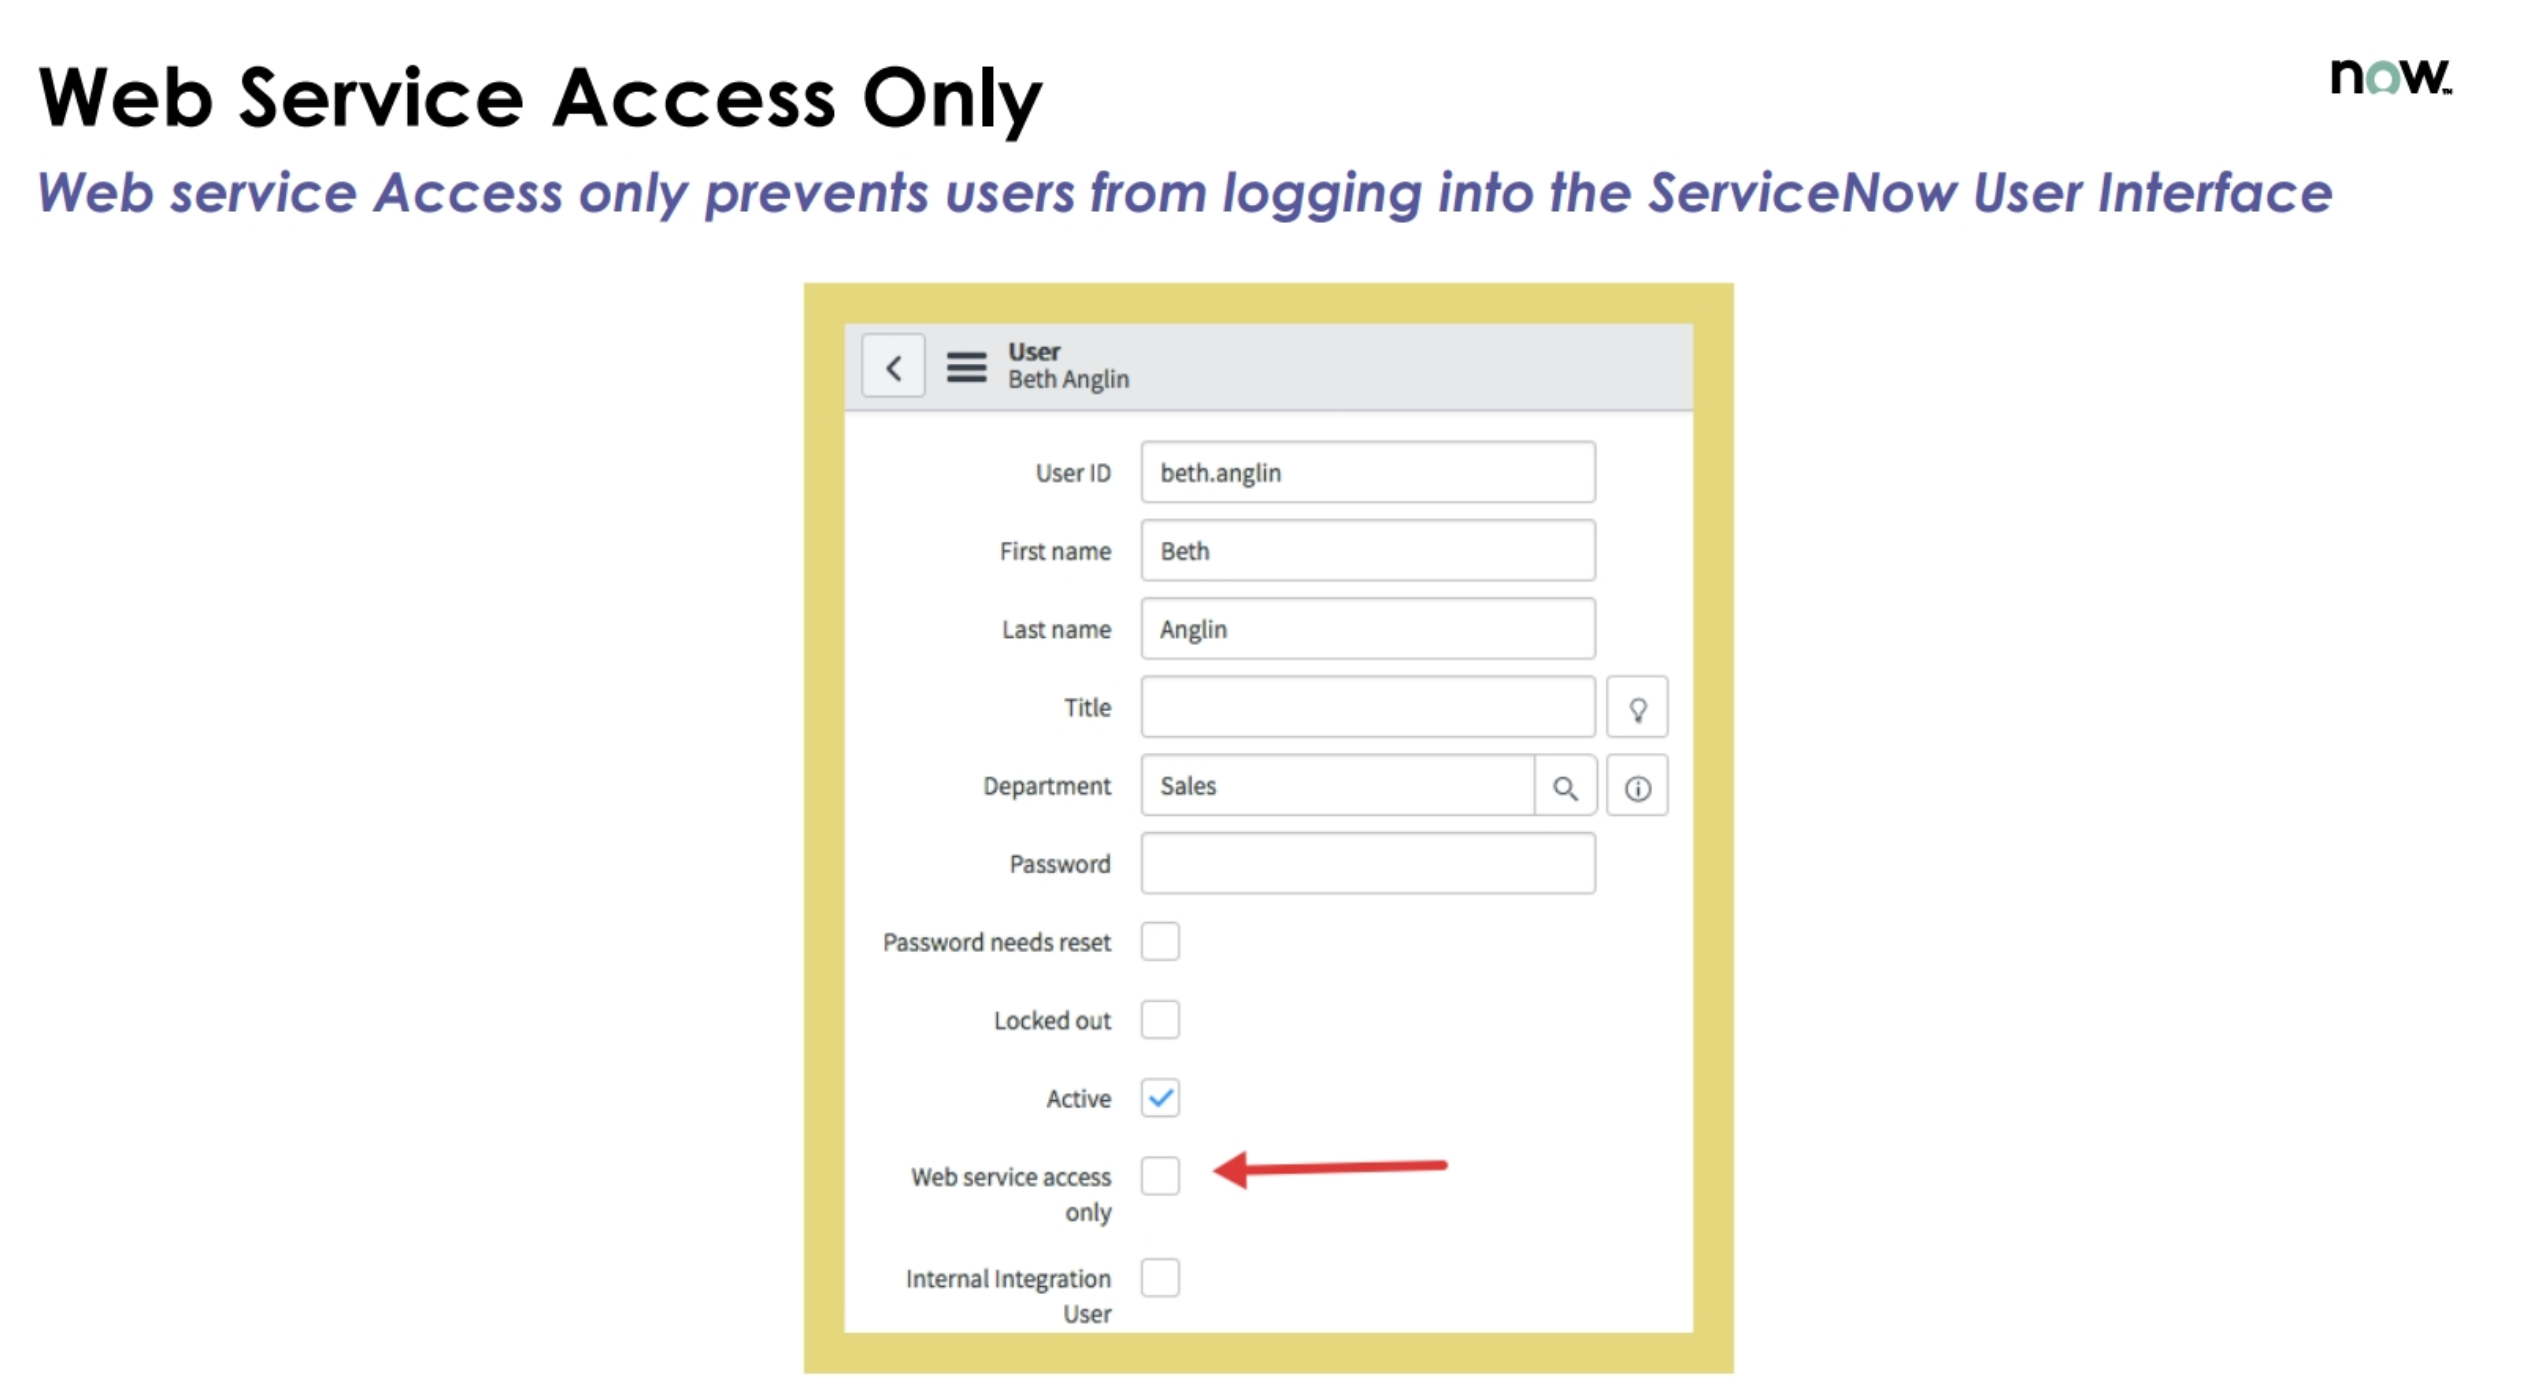 Web Service Access Only
now™
Web service Access only prevents users from logging into the ServiceNow User Interface
User
Beth Anglin
User ID beth.anglin
First name Beth
Last name Anglin
Title
Department Sales
Password
Password needs reset
Locked out
Active
Web service access
only
Internal Integration
User